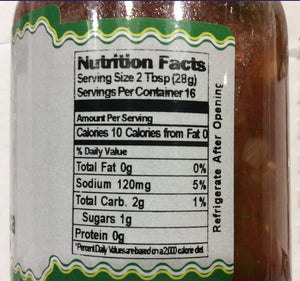 Nutrition Facts
Serving Size 2 Tbsp (28g)
Servings Per Container 16
Amount Per Serving
Calories 10 Calories from Fat 0
% Daily Value
Total Fat 0g 0%
Sodium 120mg 5%
Total Carb. 2g 1%
Sugars 1g
Protein 0g
*Percent Daily Values are based on a 2,000 calorie diet.
Refrigerate After Opening